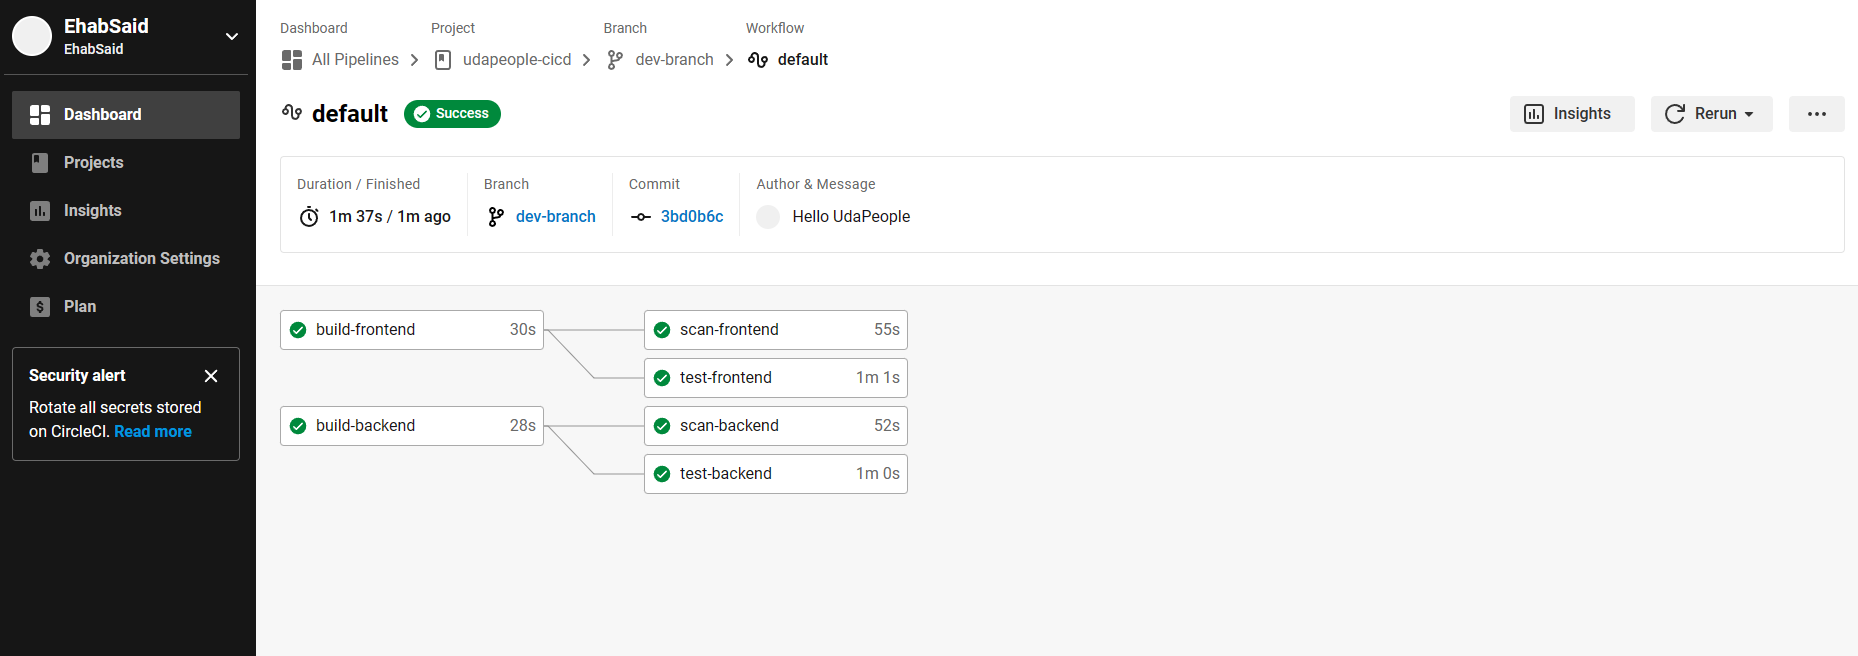 EhabSaid
EhabSaid
Dashboard
Projects
Insights
Organization Settings
Plan
Security alert
Rotate all secrets stored
on CircleCI. Read more
Dashboard Project Branch Workflow
All Pipelines udapeople-cicd dev-branch default
default Success
Insights Rerun
Duration / Finished Branch Commit Author & Message
1m 37s / 1m ago dev-branch 3bd0b6c Hello UdaPeople
build-frontend 30s scan-frontend 55s
test-frontend 1m 1s
build-backend 28s scan-backend 52s
test-backend 1m 0s